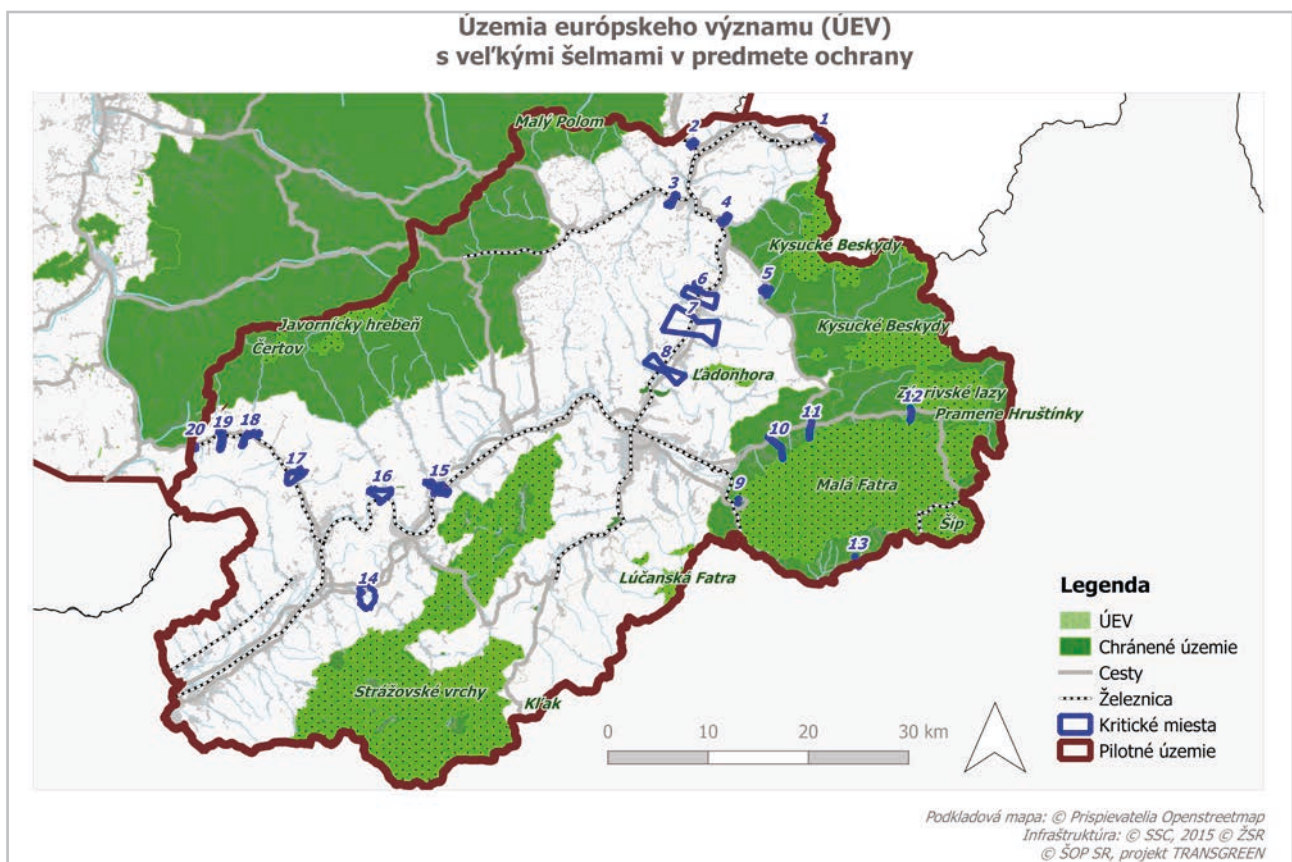 Územia európskeho významu (ÚEV)
s veľkými šelmami v predmete ochrany
Malý Polom
2
1
3
4
Kysucké Beskydy
5
6
7
Javornícky hrebeň
Kysucké Beskydy
Čertov
8
Ľadonhora
Zázrivské lazy
12
Pramene Hruštínky
11
10
20
19
18
17
16
15
9
Malá Fatra
Šíp
13
14
Lúčanská Fatra
Strážovské vrchy
Kľak
Legenda
ÚEV
Chránené územie
Cesty
Železnica
Kritické miesta
Pilotné územie
0
10
20
30 km
Podkladová mapa: © Prispievatelia Openstreetmap
Infraštruktúra: © SSC, 2015 © ŽSR
© ŠOP SR, projekt TRANSGREEN